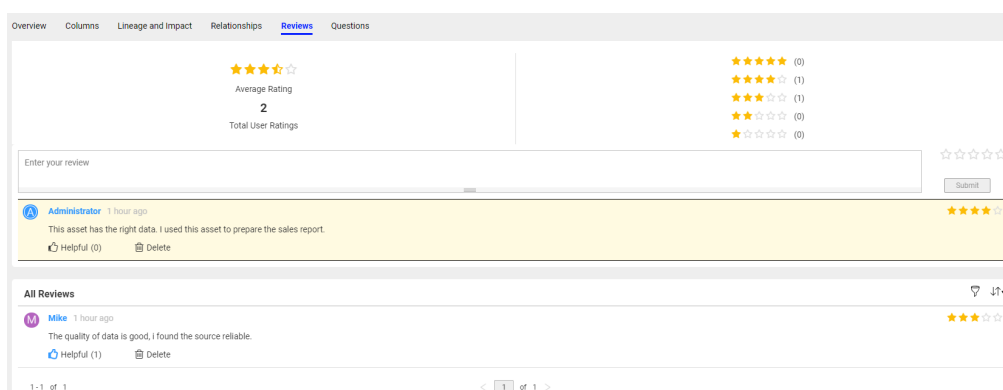 Overview Columns Lineage and Impact Relationships Reviews Questions
(0)
Average Rating
(1)
2
(1)
Total User Ratings
(0)
(0)
Enter your review
Submit
A Administrator 1 hour ago
This asset has the right data. I used this asset to prepare the sales report.
Helpful (0) Delete
All Reviews
M Mike 1 hour ago
The quality of data is good, i found the source reliable.
Helpful (1) Delete
1-1 of 1 < 1 of 1 >